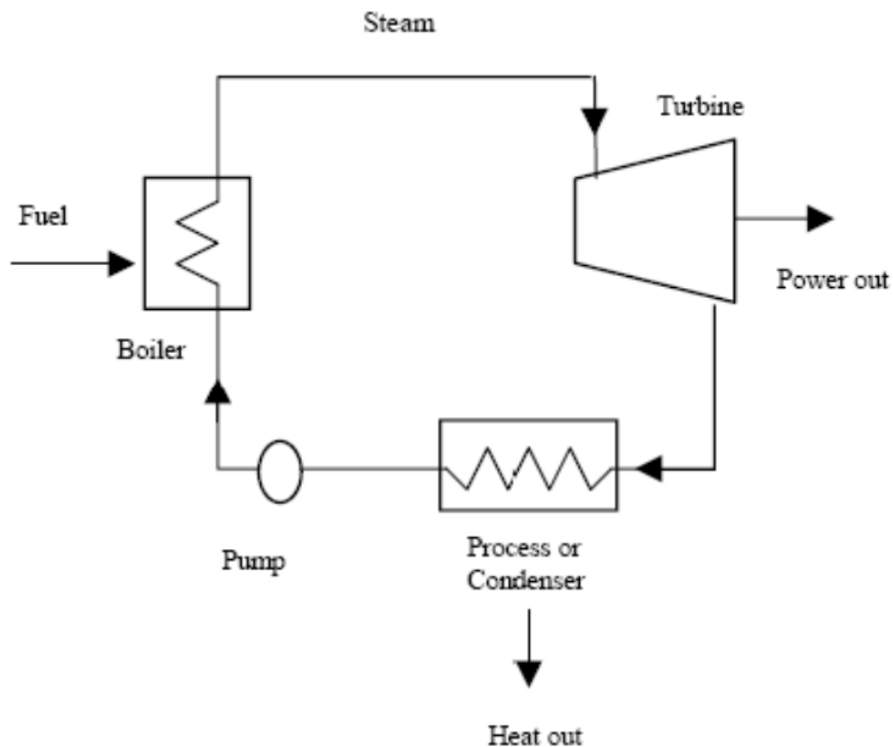 Steam
Turbine
Fuel
Power out
Boiler
Process or
Condenser
Pump
Heat out